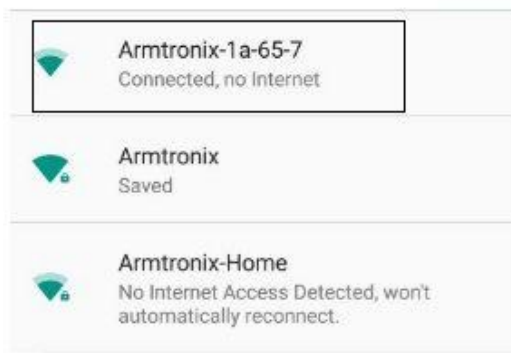 Armtronix-1a-65-7
Connected, no Internet
Armtronix
Saved
Armtronix-Home
No Internet Access Detected, won't
automatically reconnect.